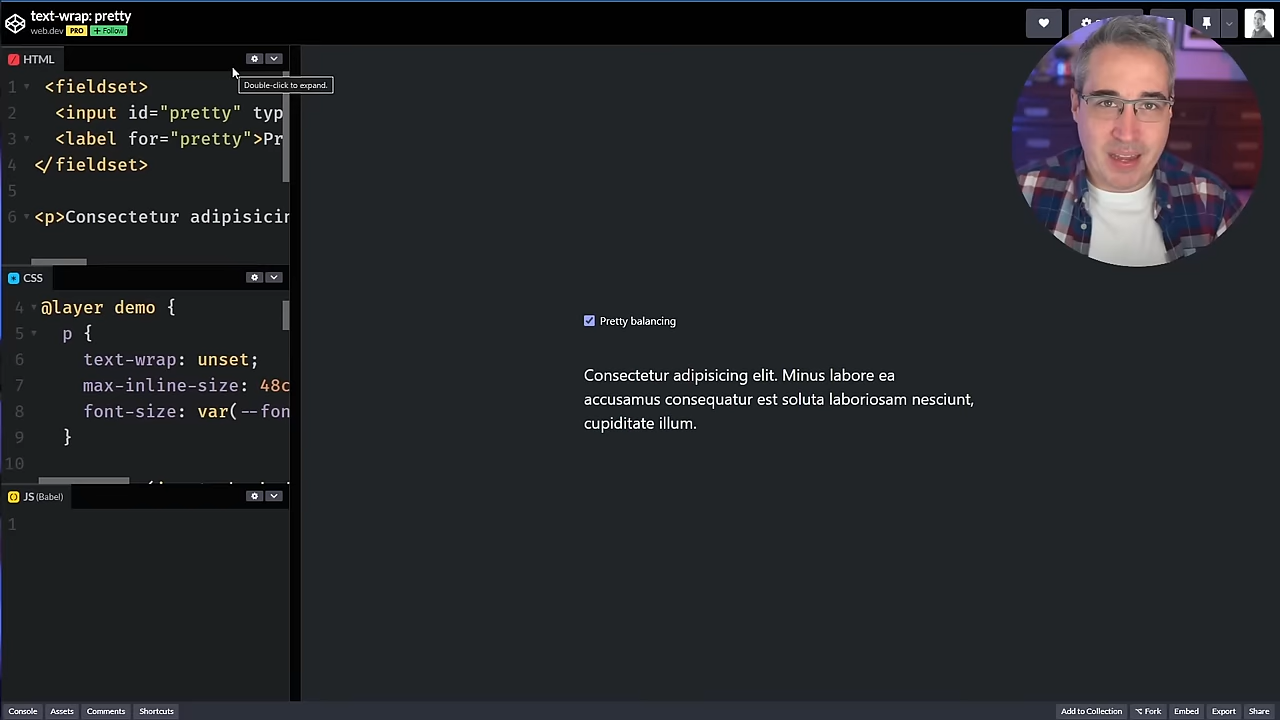 text-wrap: pretty
web.dev PRO + Follow
HTML
Double-click to expand.
1 <fieldset>
2 <input id="pretty" typ
3 <label for="pretty">Pr
4 </fieldset>
5
6 <p>Consectetur adipisicin
CSS
4 @layer demo {
5 p {
6 text-wrap: unset;
7 max-inline-size: 48c
8 font-size: var(--fon
9 }
10
JS (Babel)
1
Pretty balancing
Consectetur adipisicing elit. Minus labore ea
accusamus consequatur est soluta laboriosam nesciunt,
cupiditate illum.
Console Assets Comments Shortcuts
Add to Collection Fork Embed Export Share